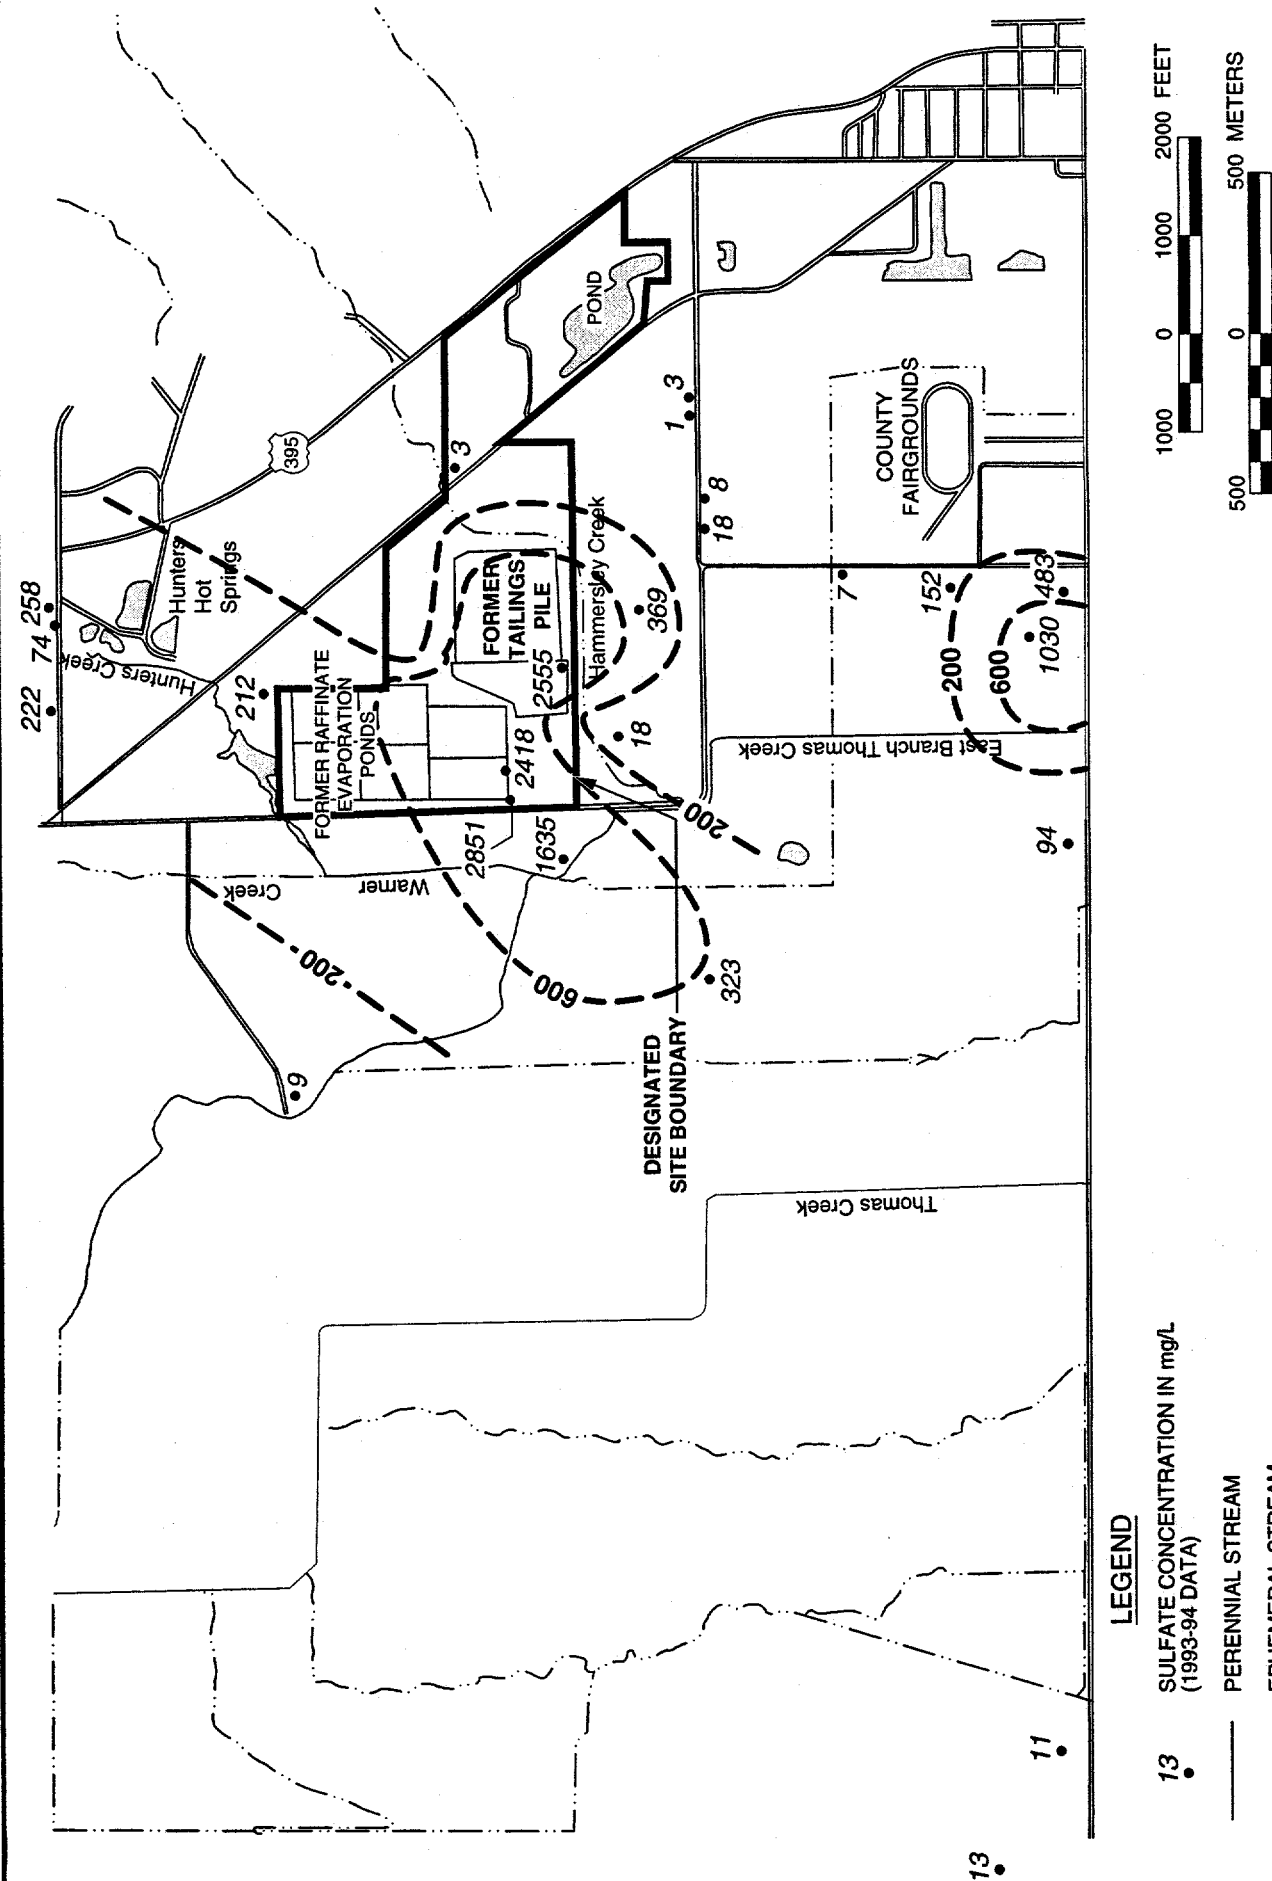 222
74
258
Hunters Creek
Hunters
Hot
Springs
395
212
3
FORMER RAFFINATE
EVAPORATION
PONDS
FORMER
TAILINGS
PILE
POND
2555
2418
2851
1635
Hammersley Creek
369
18
1
3
18
8
Creek
Warner
200
600
200
323
9
DESIGNATED
SITE BOUNDARY
COUNTY
FAIRGROUNDS
7
152
200
600
483
1030
East Branch Thomas Creek
94
Thomas Creek
11
13
1000
0
1000
2000 FEET
500
0
500 METERS
LEGEND
13
SULFATE CONCENTRATION IN mg/L
(1993-94 DATA)
PERENNIAL STREAM
EPHEMERAL STREAM